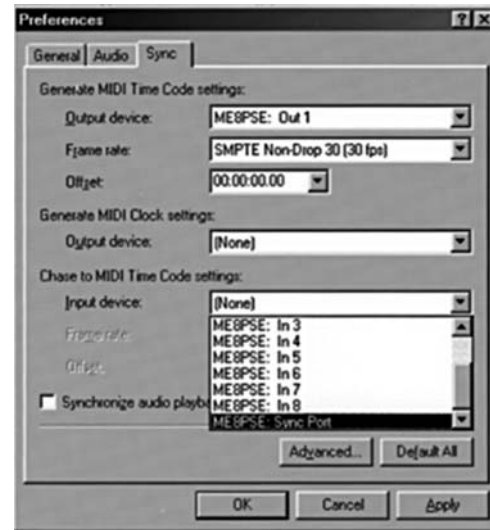 Preferences
General Audio Sync
Generate MIDI Time Code settings:
Output device: ME8PSE: Out 1
Frame rate: SMPTE Non-Drop 30 (30 fps)
Offset: 00:00:00.00
Generate MIDI Clock settings:
Output device: (None)
Chase to MIDI Time Code settings:
Input device: (None)
ME8PSE: In 3
Frame rate: ME8PSE: In 4
ME8PSE: In 5
Offset: ME8PSE: In 6
ME8PSE: In 7
Synchronize audio playba ME8PSE: In 8
ME8PSE: Sync Port
Advanced... Default All
OK Cancel Apply